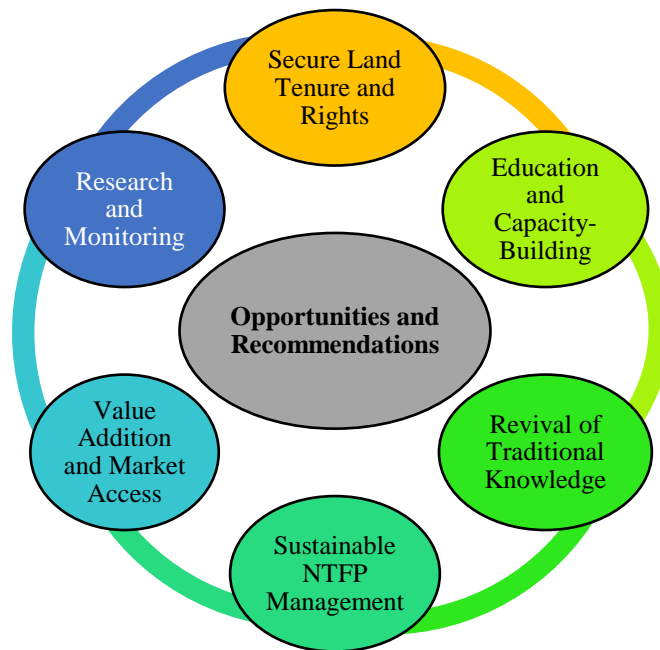 Secure Land
Tenure and
Rights
Education
and
Capacity-
Building
Revival of
Traditional
Knowledge
Sustainable
NTFP
Management
Value
Addition
and Market
Access
Research
and
Monitoring
Opportunities and
Recommendations